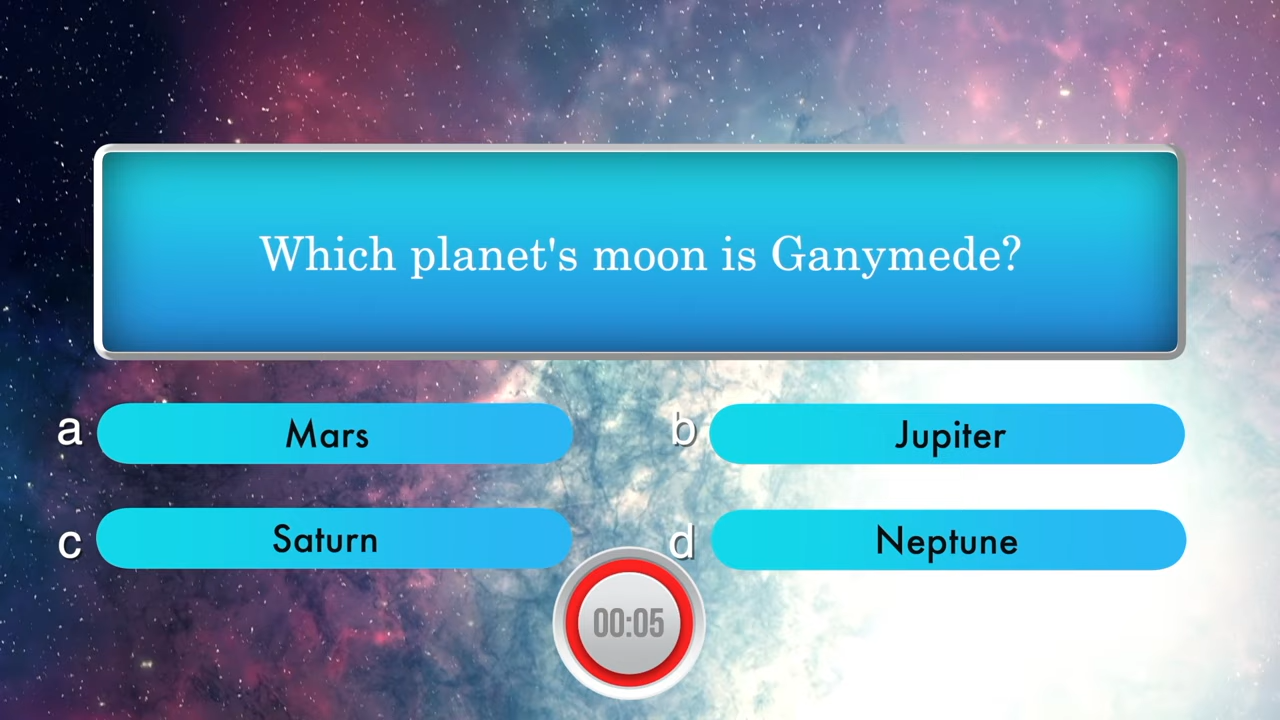 Which planet's moon is Ganymede?
a Mars
b Jupiter
c Saturn
d Neptune
00:05